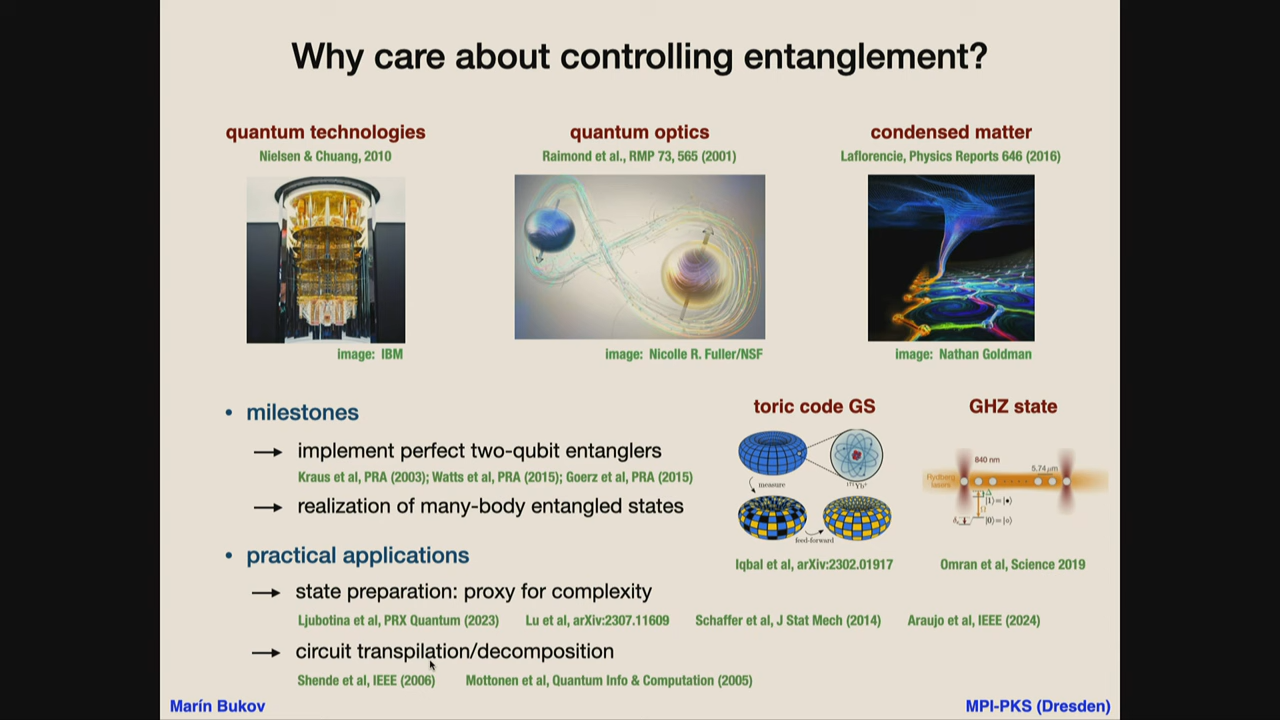 Why care about controlling entanglement?
quantum technologies
Nielsen & Chuang, 2010
image: IBM
quantum optics
Raimond et al., RMP 73, 565 (2001)
image: Nicolle R. Fuller/NSF
condensed matter
Laflorencie, Physics Reports 646 (2016)
image: Nathan Goldman
• milestones
→ implement perfect two-qubit entanglers
Kraus et al, PRA (2003); Watts et al, PRA (2015); Goerz et al, PRA (2015)
→ realization of many-body entangled states
toric code GS
measure
¹⁷¹Yb⁺
feed-forward
Iqbal et al, arXiv:2302.01917
GHZ state
840 nm
5.74 μm
Rydberg
lasers
|1⟩=|●⟩
|0⟩=|○⟩
Omran et al, Science 2019
• practical applications
→ state preparation: proxy for complexity
Ljubotina et al, PRX Quantum (2023) Lu et al, arXiv:2307.11609 Schaffer et al, J Stat Mech (2014) Araujo et al, IEEE (2024)
→ circuit transpilation/decomposition
Shende et al, IEEE (2006) Mottonen et al, Quantum Info & Computation (2005)
Marín Bukov
MPI-PKS (Dresden)